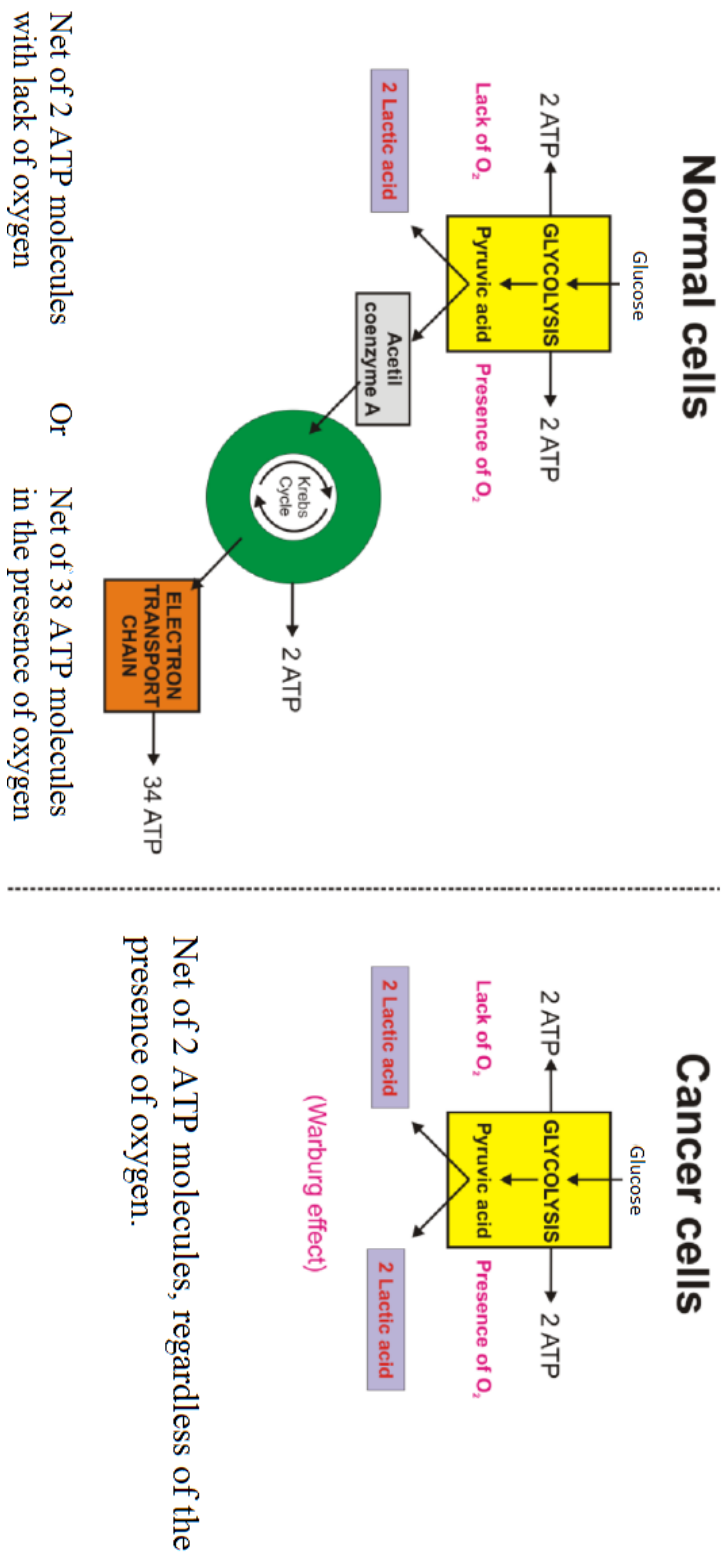 Normal cells
Glucose
2 ATP
GLYCOLYSIS
2 ATP
Lack of O₂
Pyruvic acid
Presence of O₂
2 Lactic acid
Acetil
coenzyme A
Krebs
Cycle
2 ATP
ELECTRON
TRANSPORT
CHAIN
34 ATP
Net of 2 ATP molecules
with lack of oxygen
Or
Net of 38 ATP molecules
in the presence of oxygen
Cancer cells
Glucose
2 ATP
GLYCOLYSIS
2 ATP
Lack of O₂
Pyruvic acid
Presence of O₂
2 Lactic acid
2 Lactic acid
(Warburg effect)
Net of 2 ATP molecules, regardless of the
presence of oxygen.